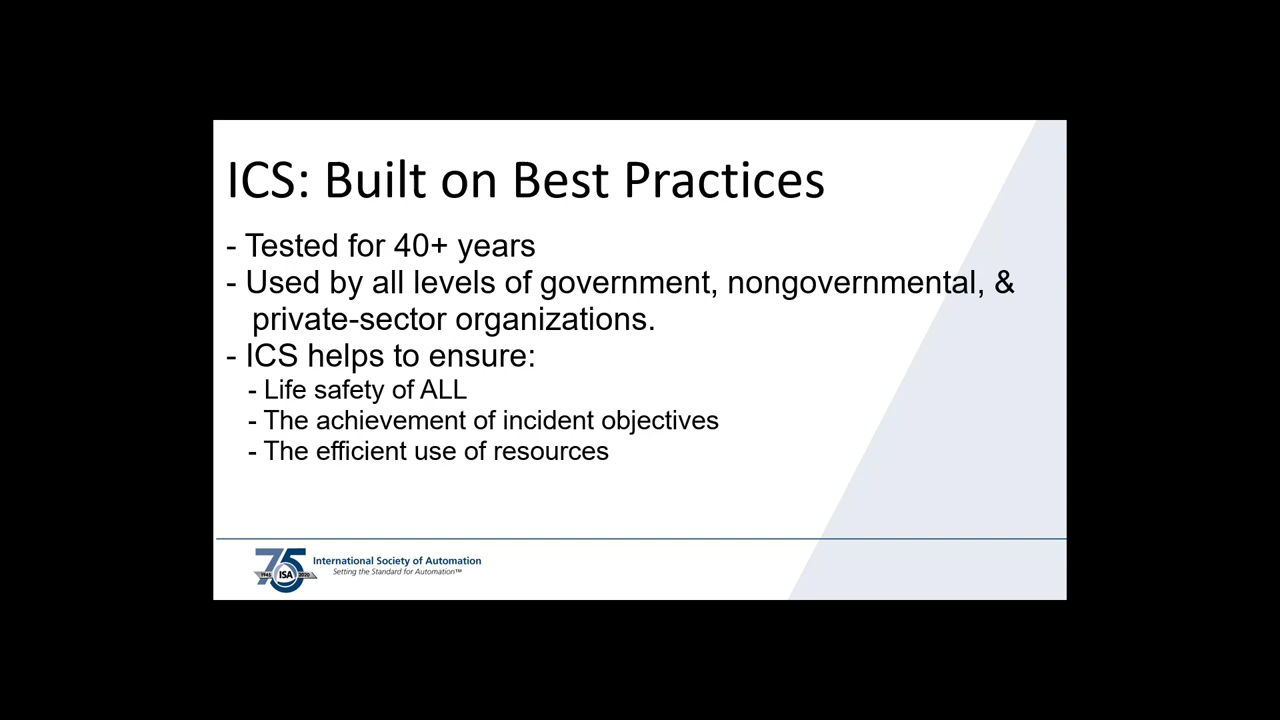 ICS: Built on Best Practices
- Tested for 40+ years
- Used by all levels of government, nongovernmental, &
private-sector organizations.
- ICS helps to ensure:
- Life safety of ALL
- The achievement of incident objectives
- The efficient use of resources
75
1945 ISA 2020
International Society of Automation
Setting the Standard for Automation™